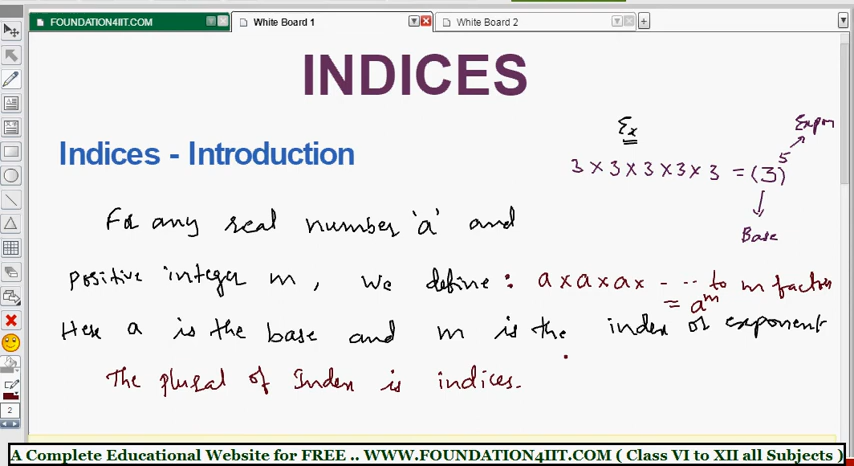 FOUNDATION4IIT.COM White Board 1 White Board 2
INDICES
Ex
Indices - Introduction
3 × 3 × 3 × 3 × 3 = (3)^5
Expon
Base
For any real number 'a' and
positive integer m, we define : a × a × a × - - - to m factors
= a^m
Here a is the base and m is the index or exponent
The plural of Index is indices.
2
A Complete Educational Website for FREE .. WWW.FOUNDATION4IIT.COM ( Class VI to XII all Subjects )